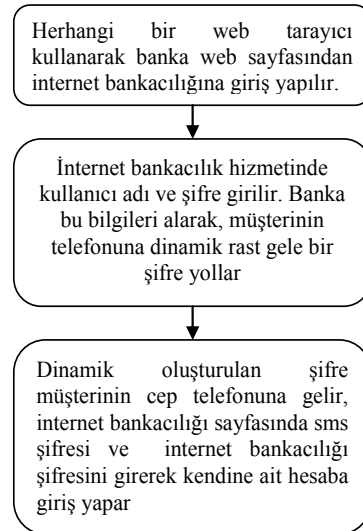 Herhangi bir web tarayıcı
kullanarak banka web sayfasından
internet bankacılığına giriş yapılır.
İnternet bankacılık hizmetinde
kullanıcı adı ve şifre girilir. Banka
bu bilgileri alarak, müşterinin
telefonuna dinamik rast gele bir
şifre yollar
Dinamik oluşturulan şifre
müşterinin cep telefonuna gelir,
internet bankacılığı sayfasında sms
şifresi ve internet bankacılığı
şifresini girerek kendine ait hesaba
giriş yapar